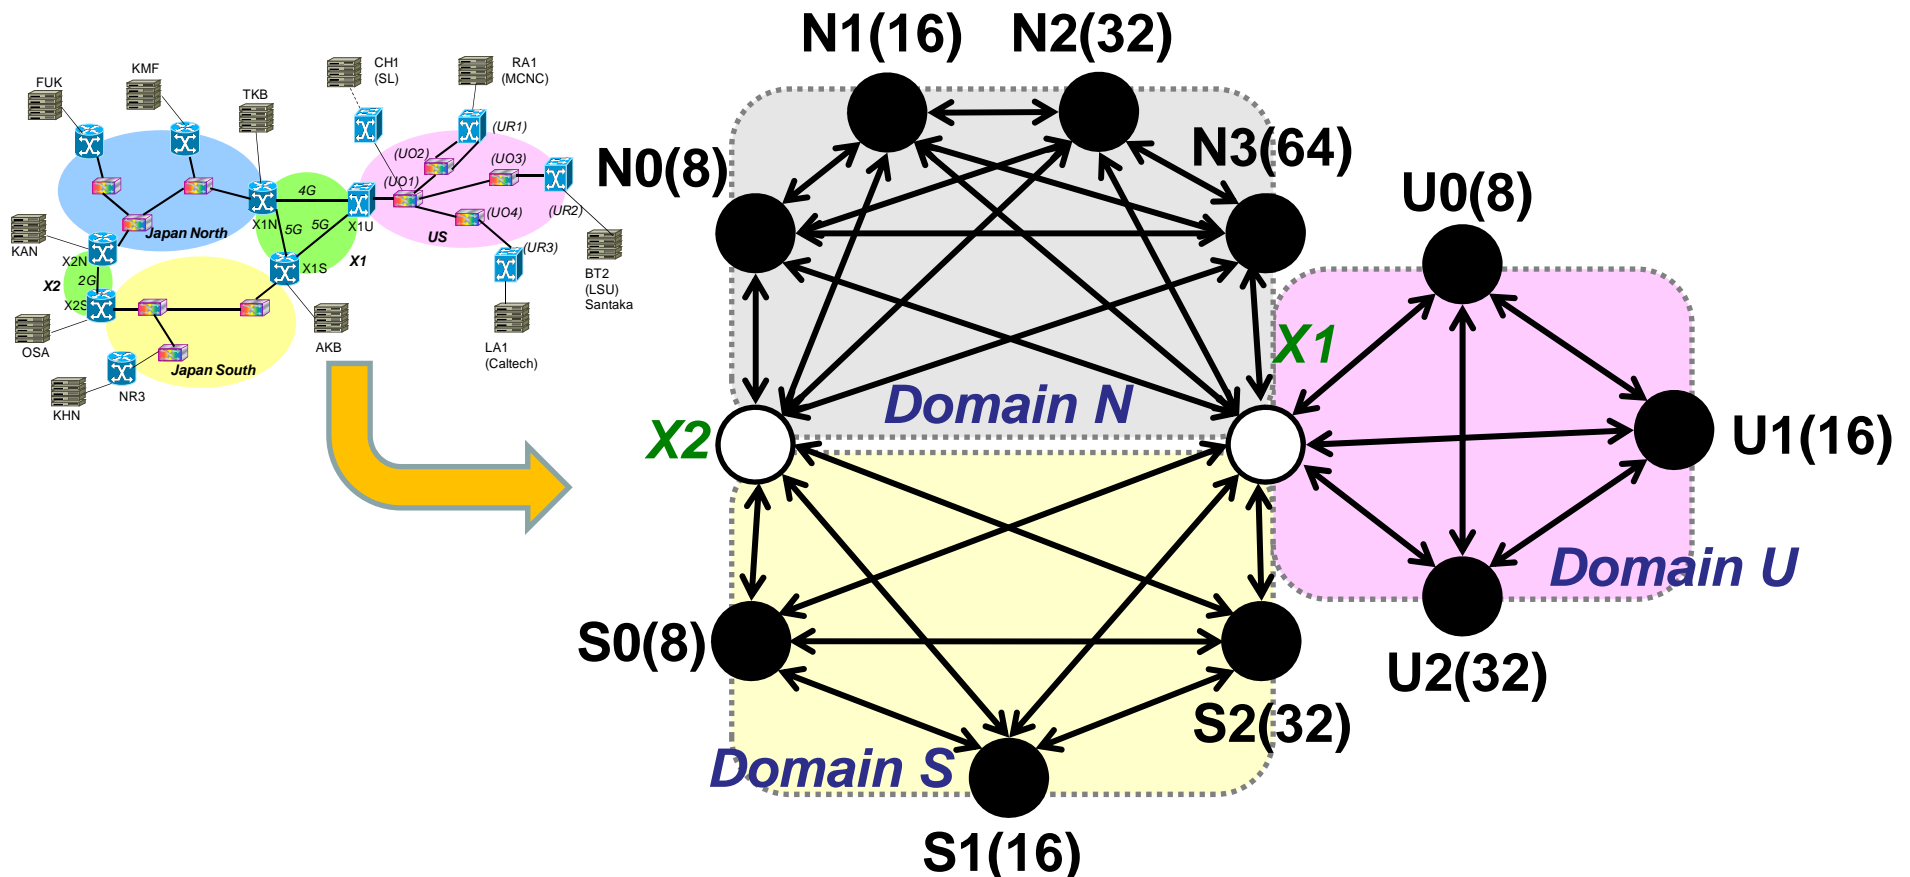 FUK
KMF
TKB
CH1
(SL)
RA1
(MCNC)
(UR1)
(UO2)
(UO3)
(UO1)
(UR2)
(UO4)
US
(UR3)
4G
5G
5G
X1N
X1U
X1S
X1
Japan North
KAN
X2N
X2
2G
X2S
OSA
AKB
Japan South
KHN
NR3
LA1
(Caltech)
BT2
(LSU)
Santaka
N1(16)
N2(32)
N0(8)
N3(64)
U0(8)
X1
Domain N
X2
U1(16)
Domain U
S0(8)
U2(32)
S2(32)
Domain S
S1(16)